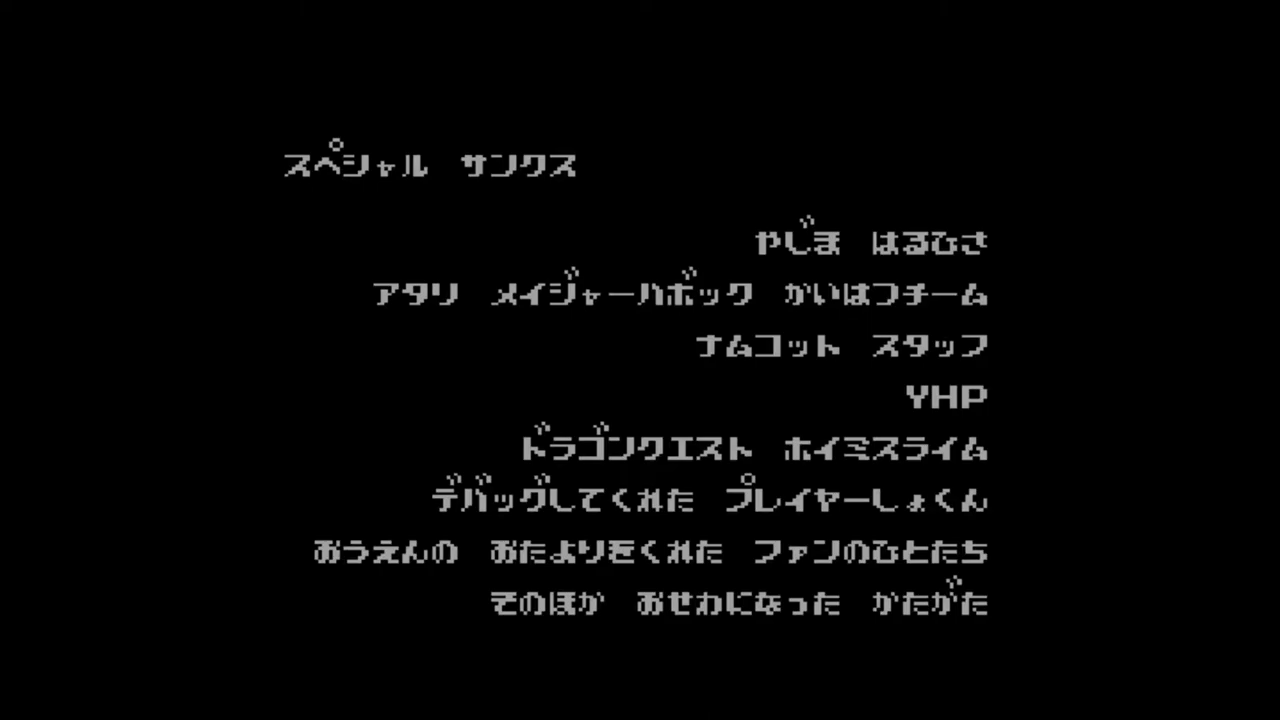 スペシャル サンクス
やじま はるひさ
アタリ メイジャーハボック かいはつチーム
ナムコット スタッフ
YHP
ドラゴンクエスト ホイミスライム
デバッグしてくれた プレイヤーしょくん
おうえんの おたよりをくれた ファンのひとたち
そのほか おせわになった かたがた